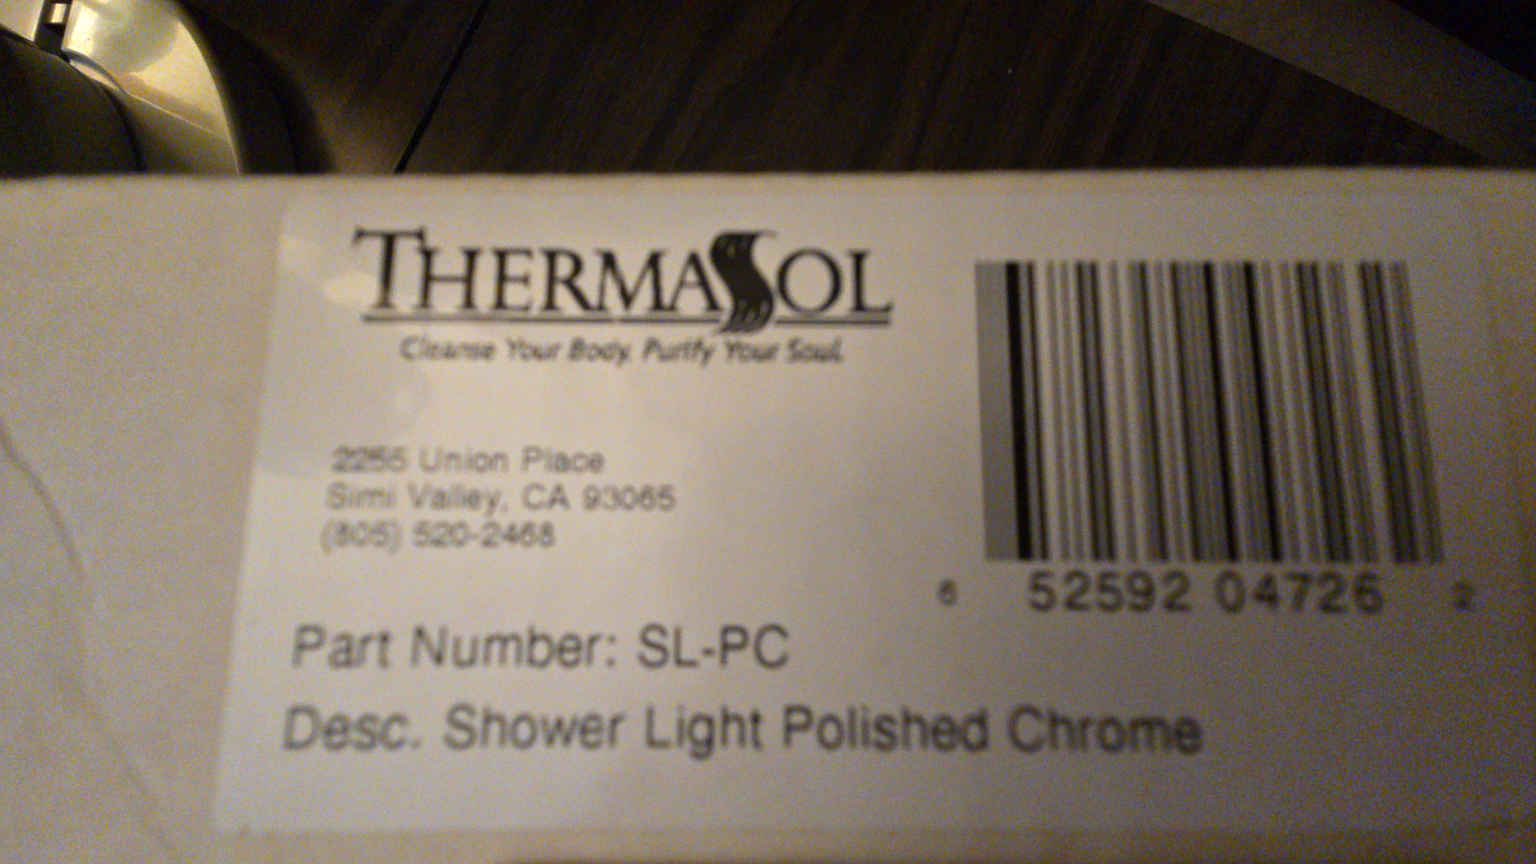 THERMASOL
Cleanse Your Body. Purify Your Soul.
2255 Union Place
Simi Valley, CA 93065
(805) 520-2468
6 52592 04726 2
Part Number: SL-PC
Desc. Shower Light Polished Chrome